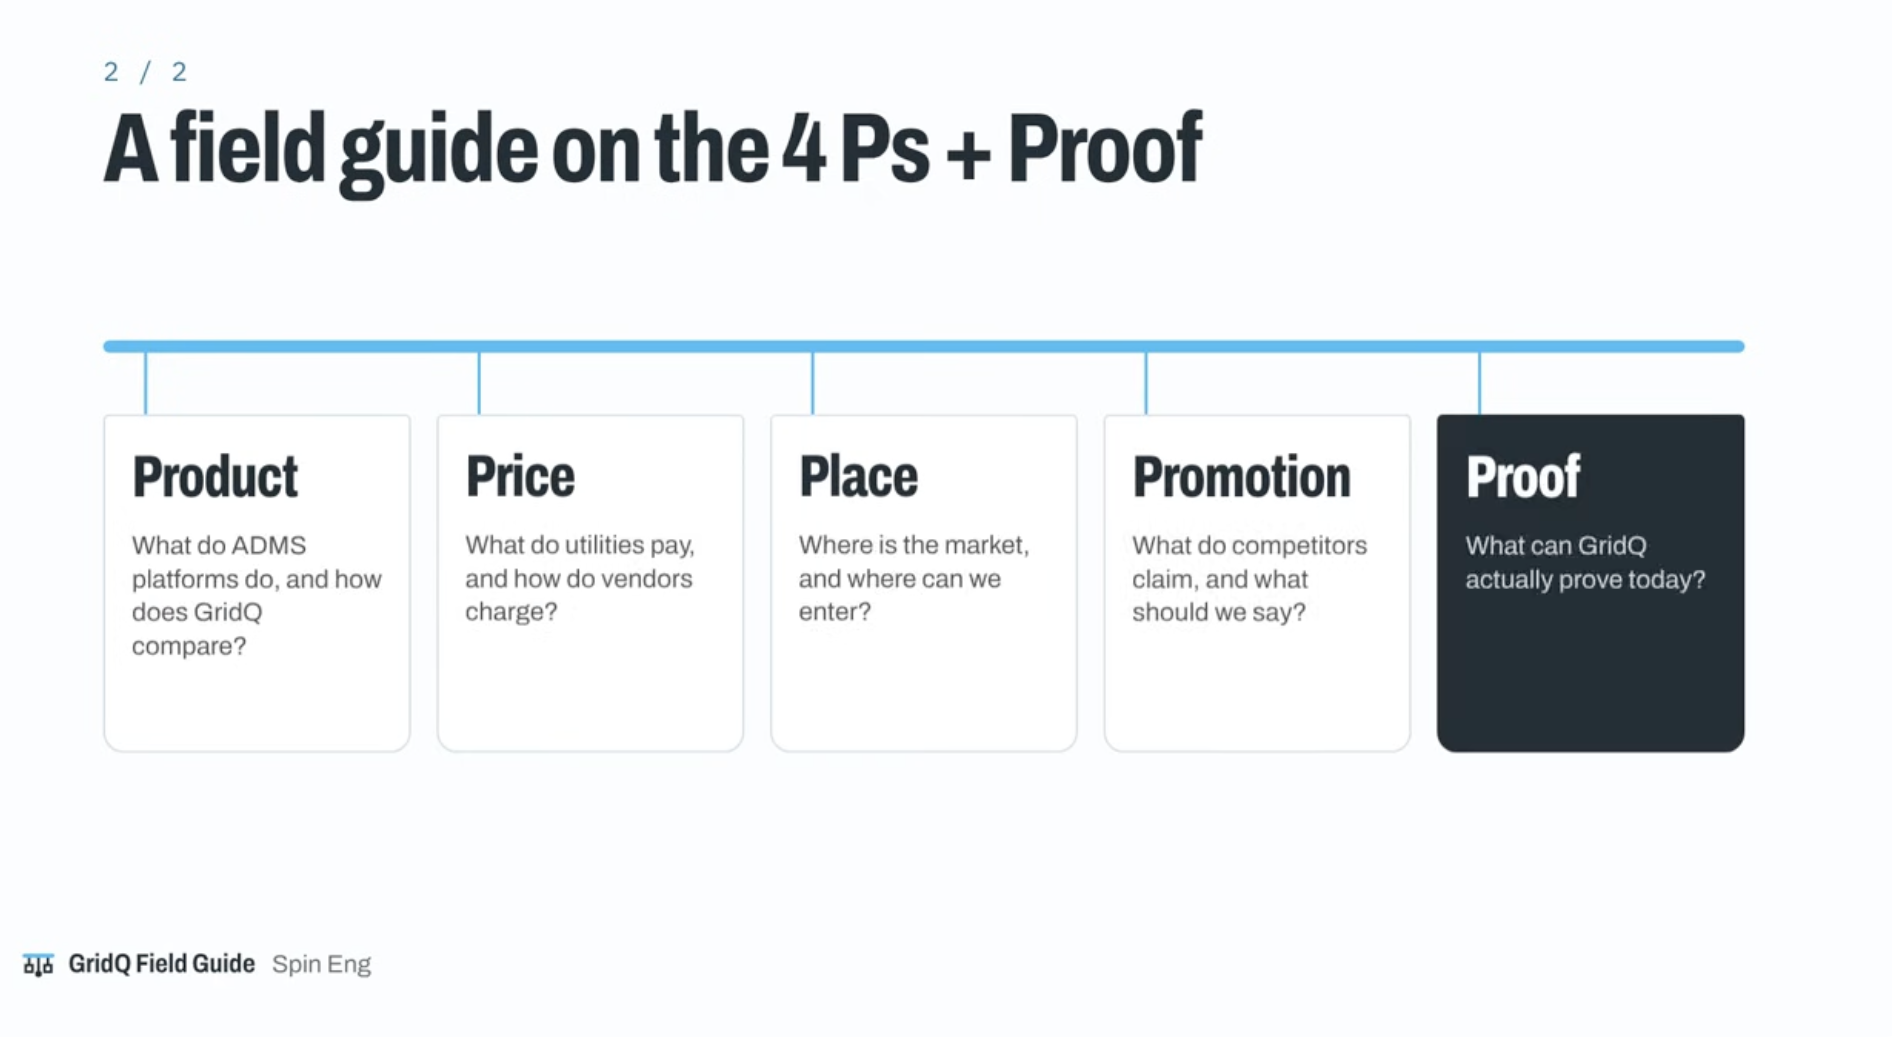 2 / 2
A field guide on the 4 Ps + Proof
Product
What do ADMS
platforms do, and how
does GridQ
compare?
Price
What do utilities pay,
and how do vendors
charge?
Place
Where is the market,
and where can we
enter?
Promotion
What do competitors
claim, and what
should we say?
Proof
What can GridQ
actually prove today?
GridQ Field Guide Spin Eng